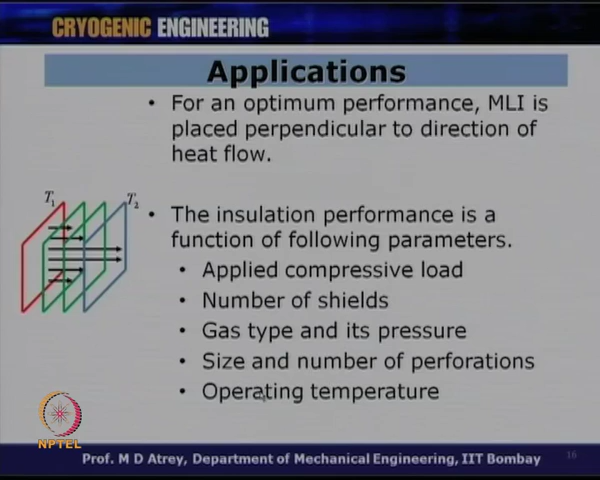 CRYOGENIC ENGINEERING
Applications
• For an optimum performance, MLI is
placed perpendicular to direction of
heat flow.
T1
T2
• The insulation performance is a
function of following parameters.
• Applied compressive load
• Number of shields
• Gas type and its pressure
• Size and number of perforations
• Operating temperature
NPTEL
Prof. M D Atrey, Department of Mechanical Engineering, IIT Bombay
16